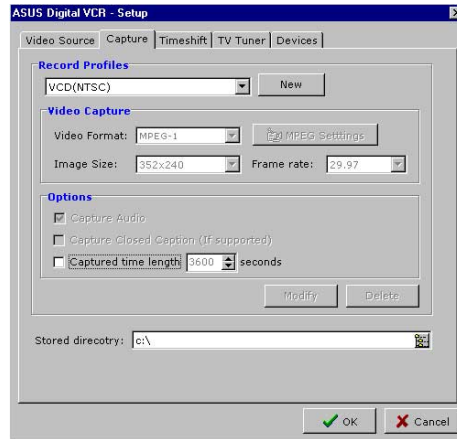 ASUS Digital VCR - Setup
Video Source Capture Timeshift TV Tuner Devices
Record Profiles
VCD(NTSC) New
Video Capture
Video Format: MPEG-1 MPEG Setttings
Image Size: 352x240 Frame rate: 29.97
Options
Capture Audio
Capture Closed Caption (If supported)
Captured time length 3600 seconds
Modify Delete
Stored direcotry: c:\
OK Cancel